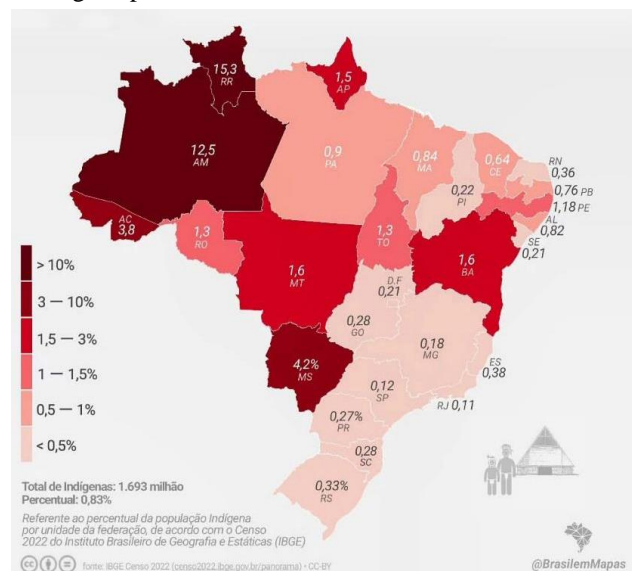 15,3
RR
1,5
AP
12,5
AM
0,9
PA
0,84
MA
0,64
CE
RN
0,36
0,22
PI
0,76 PB
1,18 PE
AL
0,82
SE
0,21
AC
3,8
1,3
RO
1,3
TO
1,6
MT
1,6
BA
D.F
0,21
0,28
GO
0,18
MG
ES
0,38
4,2%
MS
0,12
SP
RJ 0,11
0,27%
PR
0,28
SC
0,33%
RS
> 10%
3 — 10%
1,5 — 3%
1 — 1,5%
0,5 — 1%
< 0,5%
Total de Indígenas: 1.693 milhão
Percentual: 0,83%
Referente ao percentual da população Indígena
por unidade da federação, de acordo com o Censo
2022 do Instituto Brasileiro de Geografia e Estáticas (IBGE)
fonte: IBGE Censo 2022 (censo2022.ibge.gov.br/panorama) • CC-BY
@BrasilemMapas